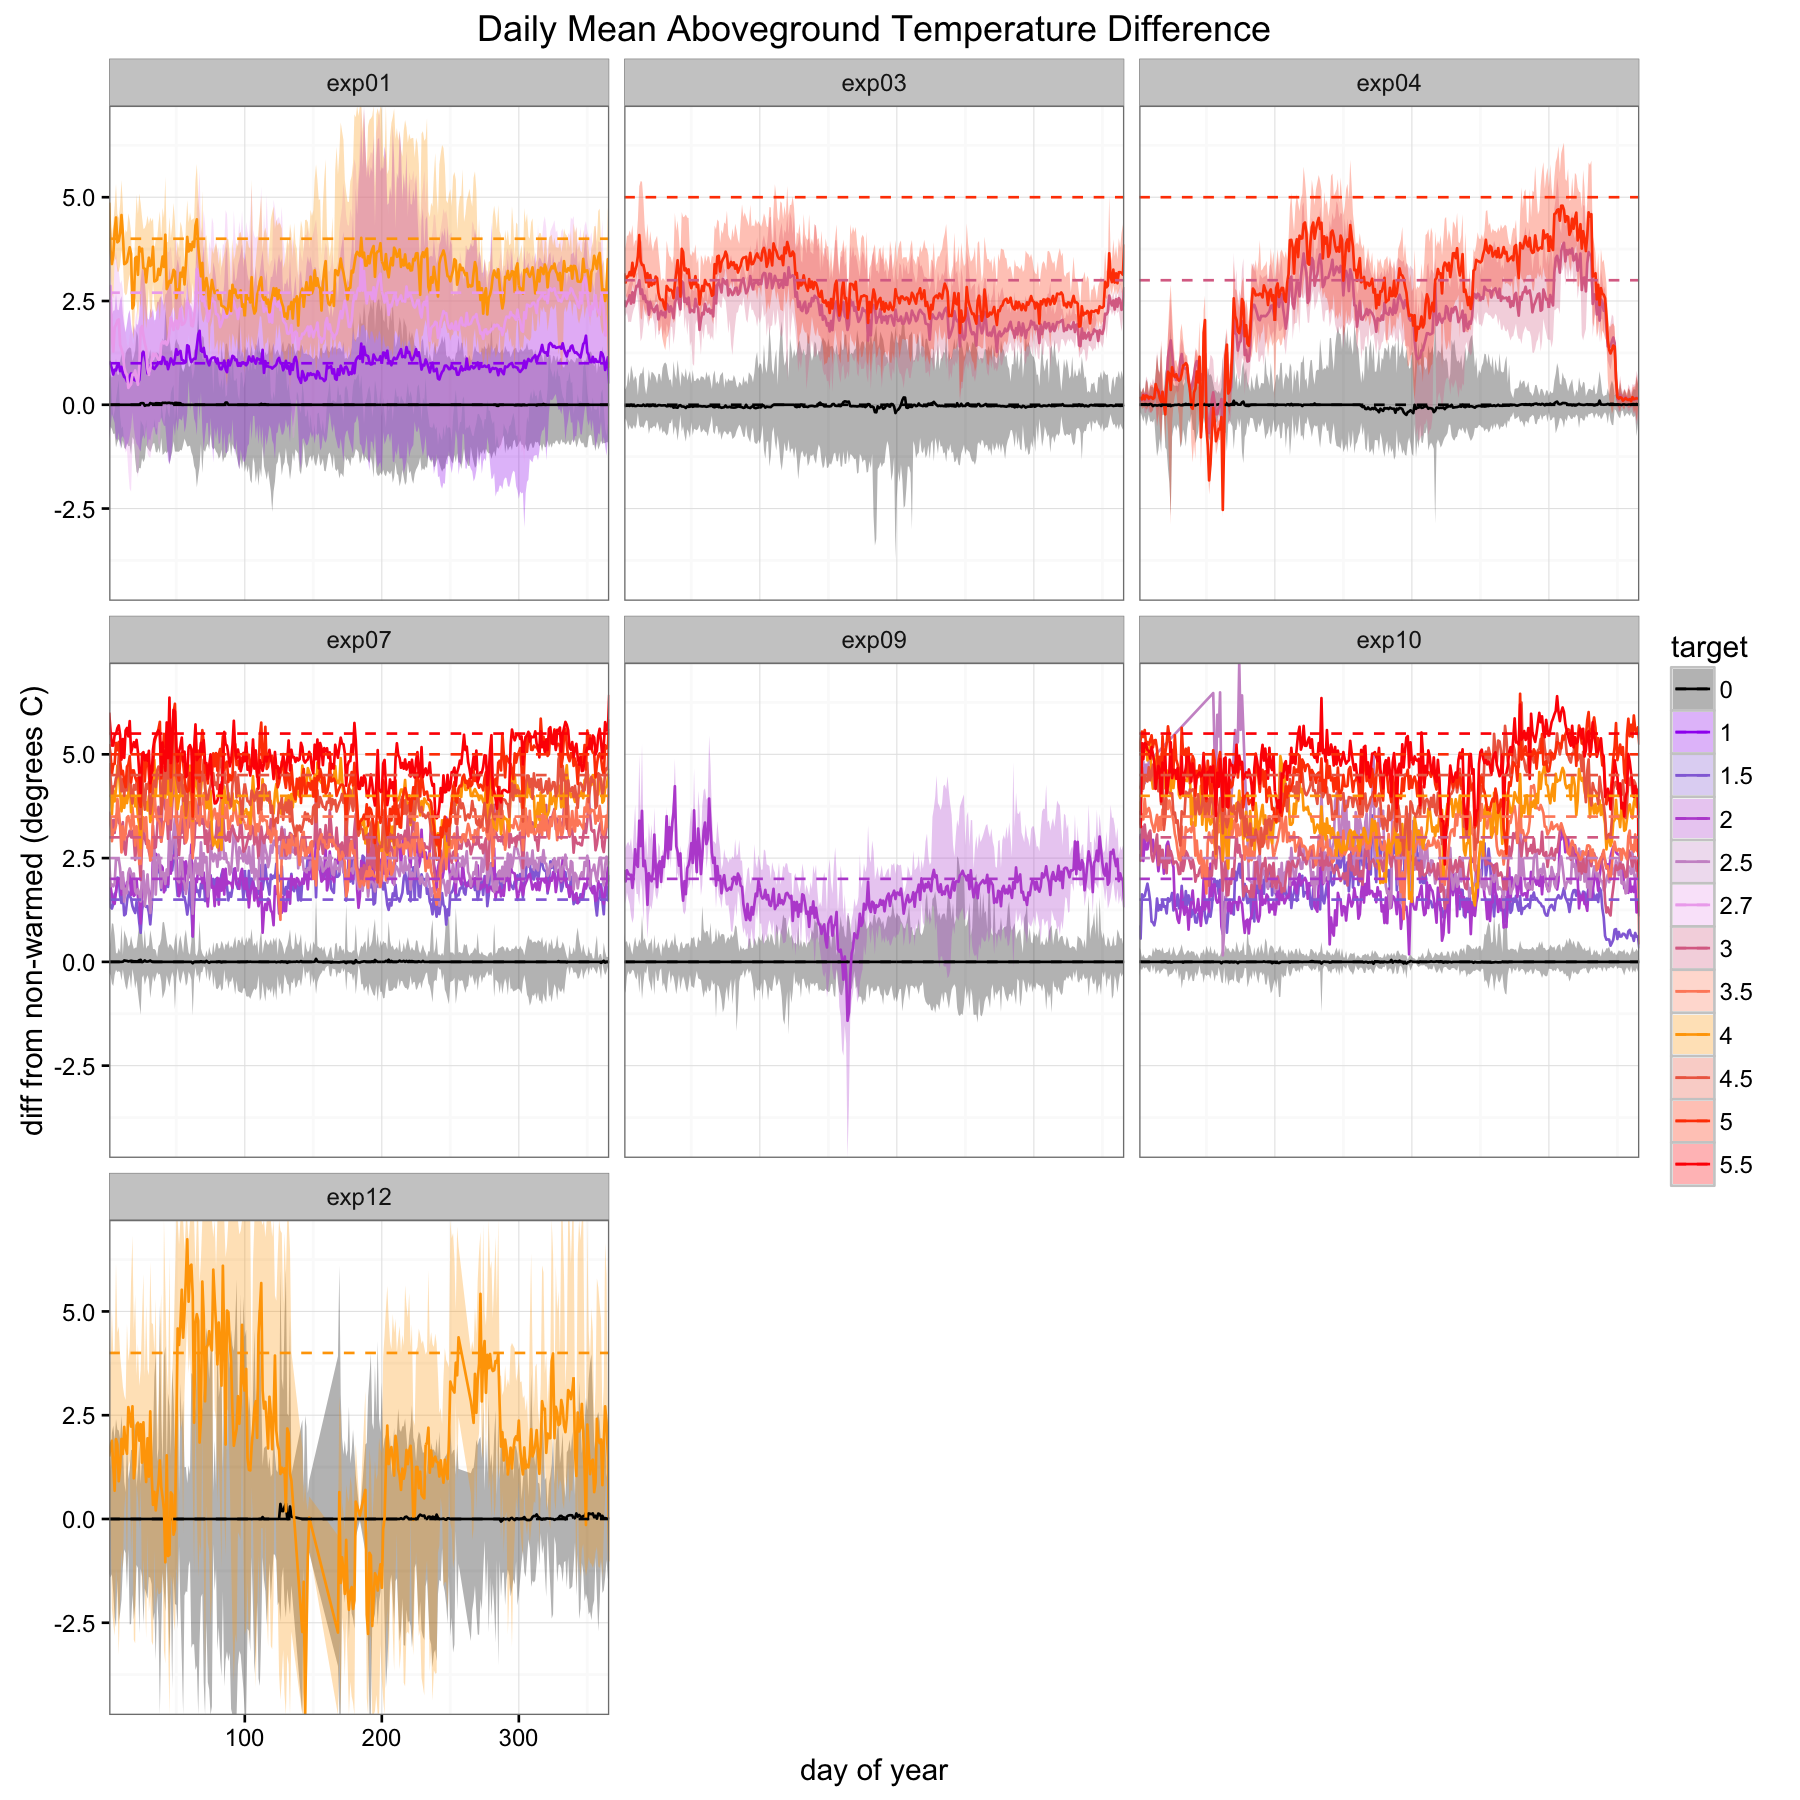 Daily Mean Aboveground Temperature Difference
exp01
exp03
exp04
5.0
2.5
0.0
-2.5
exp07
exp09
exp10
5.0
2.5
0.0
-2.5
diff from non-warmed (degrees C)
exp12
5.0
2.5
0.0
-2.5
100
200
300
day of year
target
0
1
1.5
2
2.5
2.7
3
3.5
4
4.5
5
5.5